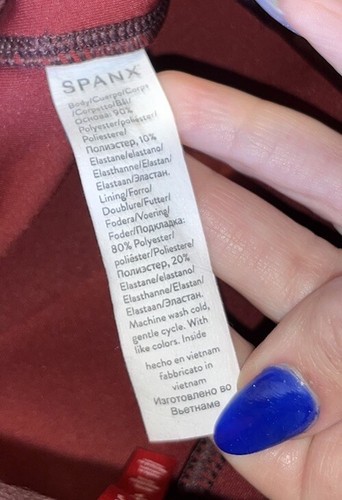 SPANX
Body/Cuerpo/Corps
/Corpetto/Bål/
Основа: 90%
Polyester/poliéster/
Poliestere/
Полиэстер, 10%
Elastane/elastano/
Elasthanne/Elastan/
Elastaan/Эластан.
Lining/Forro/
Doublure/Futter/
Fodera/Voering/
Foder/Подкладка:
80% Polyester/
poliéster/Poliestere/
Полиэстер, 20%
Elastane/elastano/
Elasthanne/Elastan/
Elastaan/Эластан.
Machine wash cold,
gentle cycle. With
like colors. Inside
hecho en vietnam
fabbricato in
vietnam
Изготовлено во
Вьетнаме